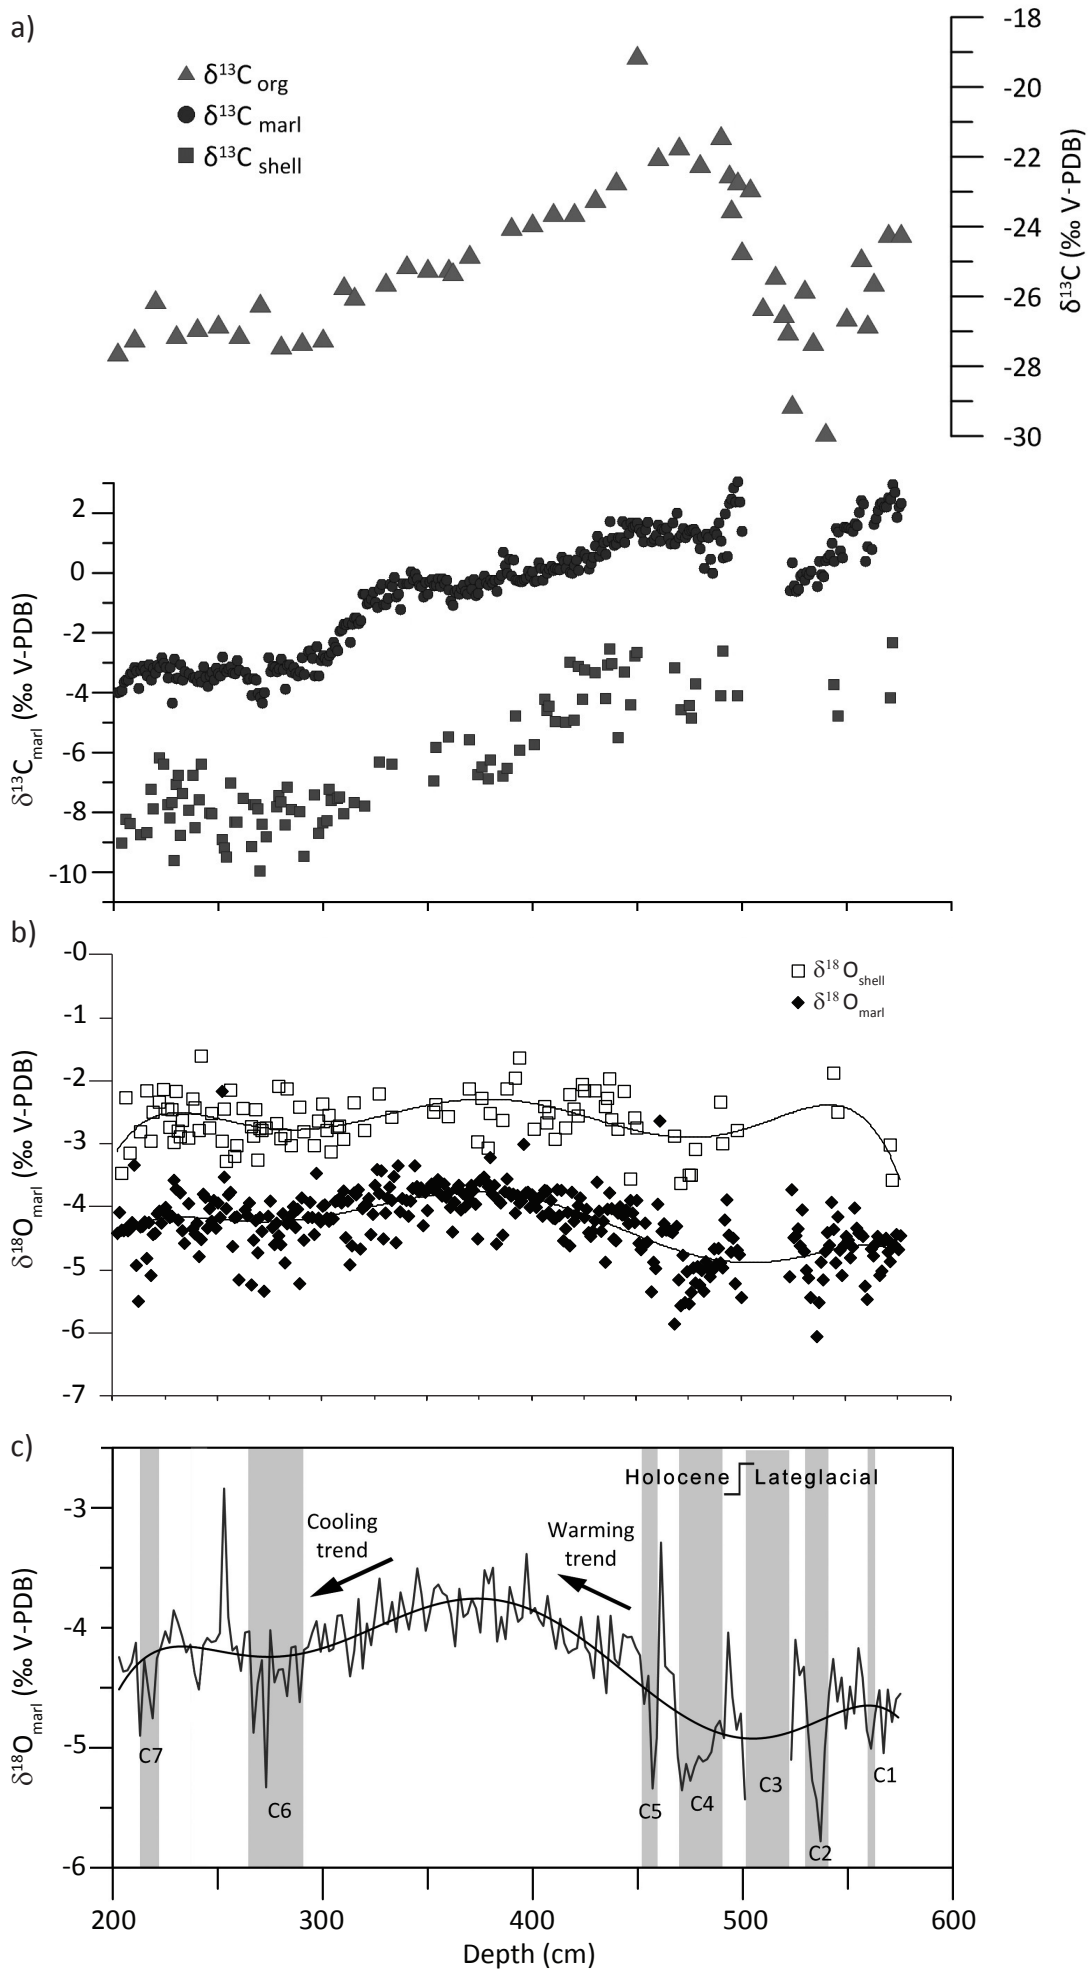 a)
δ13C org
δ13C marl
δ13C shell
-18
-20
-22
-24
-26
-28
-30
δ13C (‰ V-PDB)
2
0
-2
-4
-6
-8
-10
δ13Cmarl (‰ V-PDB)
b)
-0
-1
-2
-3
-4
-5
-6
-7
δ18Omarl (‰ V-PDB)
δ18Oshell
δ18Omarl
c)
Holocene Lateglacial
Cooling
trend
Warming
trend
-3
-4
-5
-6
δ18Omarl (‰ V-PDB)
C7
C6
C5
C4
C3
C2
C1
200 300 400 500 600
Depth (cm)